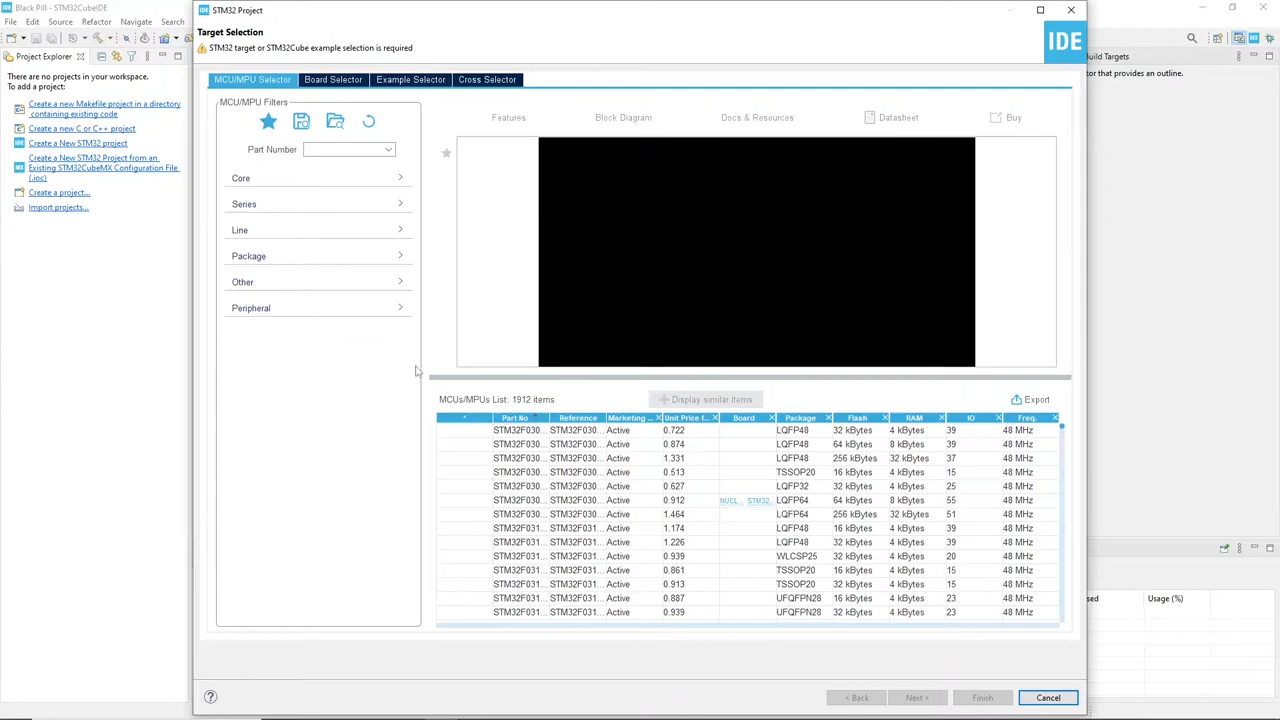 IDE Black Pill - STM32CubeIDE
File Edit Source Refactor Navigate Search
Project Explorer
There are no projects in your workspace.
To add a project:
Create a new Makefile project in a directory
containing existing code
Create a new C or C++ project
IDE Create a New STM32 project
Create a New STM32 Project from an
MX Existing STM32CubeMX Configuration File
(.ioc)
Create a project...
Import projects...
IDE STM32 Project
Target Selection
STM32 target or STM32Cube example selection is required
IDE
MCU/MPU Selector Board Selector Example Selector Cross Selector
MCU/MPU Filters
Part Number
Core
Series
Line
Package
Other
Peripheral
Features Block Diagram Docs & Resources Datasheet Buy
MCUs/MPUs List: 1912 items Display similar items Export
* Part No Reference Marketing ... Unit Price f... Board Package Flash RAM IO Freq.
STM32F030... STM32F030... Active 0.722 LQFP48 32 kBytes 4 kBytes 39 48 MHz
STM32F030... STM32F030... Active 0.874 LQFP48 64 kBytes 8 kBytes 39 48 MHz
STM32F030... STM32F030... Active 1.331 LQFP48 256 kBytes 32 kBytes 37 48 MHz
STM32F030... STM32F030... Active 0.513 TSSOP20 16 kBytes 4 kBytes 15 48 MHz
STM32F030... STM32F030... Active 0.627 LQFP32 32 kBytes 4 kBytes 25 48 MHz
STM32F030... STM32F030... Active 0.912 NUCL... STM32... LQFP64 64 kBytes 8 kBytes 55 48 MHz
STM32F030... STM32F030... Active 1.464 LQFP64 256 kBytes 32 kBytes 51 48 MHz
STM32F031... STM32F031... Active 1.174 LQFP48 16 kBytes 4 kBytes 39 48 MHz
STM32F031... STM32F031... Active 1.226 LQFP48 32 kBytes 4 kBytes 39 48 MHz
STM32F031... STM32F031... Active 0.939 WLCSP25 32 kBytes 4 kBytes 20 48 MHz
STM32F031... STM32F031... Active 0.861 TSSOP20 16 kBytes 4 kBytes 15 48 MHz
STM32F031... STM32F031... Active 0.913 TSSOP20 32 kBytes 4 kBytes 15 48 MHz
STM32F031... STM32F031... Active 0.887 UFQFPN28 16 kBytes 4 kBytes 23 48 MHz
STM32F031... STM32F031... Active 0.939 UFQFPN28 32 kBytes 4 kBytes 23 48 MHz
? < Back Next > Finish Cancel
MX
uild Targets
tor that provides an outline.
sed Usage (%)